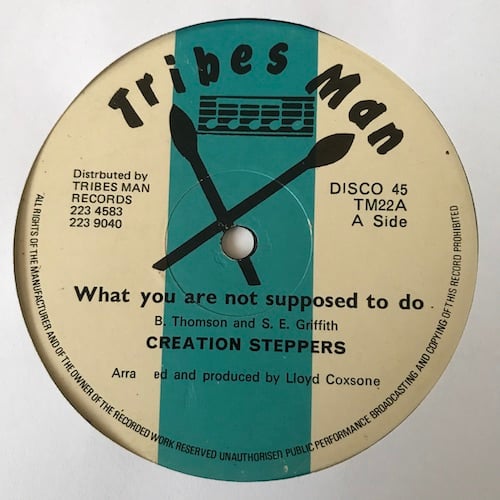 Tribes Man
Distrbuted by
TRIBES MAN
RECORDS
223 4583
223 9040
DISCO 45
TM22A
A Side
What you are not supposed to do
B. Thomson and S. E. Griffith
CREATION STEPPERS
Arra ed and produced by Lloyd Coxsone
ALL RIGHTS OF THE MANUFACTURER AND OF THE OWNER OF THE RECORDED WORK RESERVED UNAUTHORISED PUBLIC PERFORMANCE BROADCASTING AND COPYING OF THIS RECORD PROHIBITED